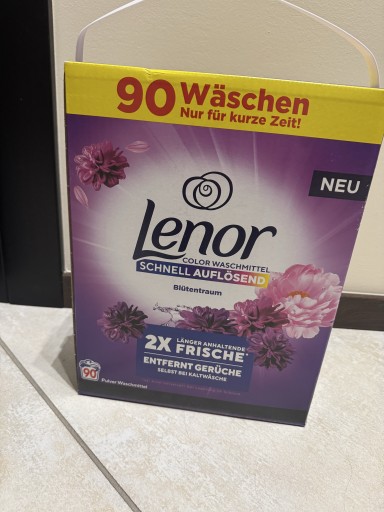 90 Wäschen
Nur für kurze Zeit!
NEU
Lenor
COLOR WASCHMITTEL
SCHNELL AUFLÖSEND
Blütentraum
2X LÄNGER ANHALTENDE
FRISCHE*
ENTFERNT GERÜCHE
SELBST BEI KALTWÄSCHE
90
Pulver-Waschmittel